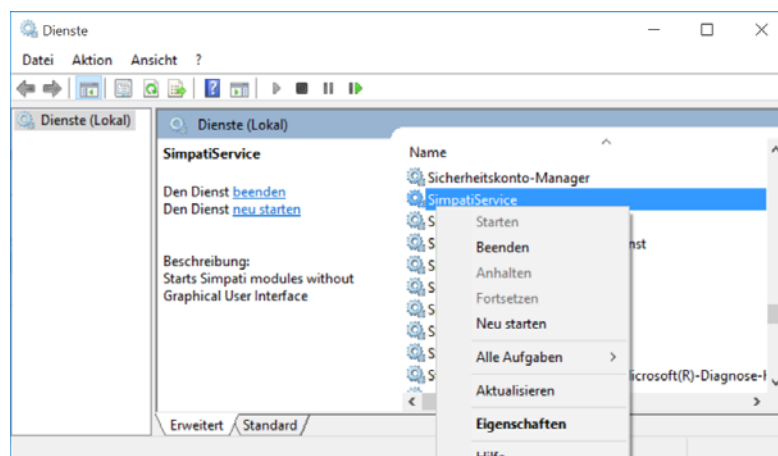 Dienste
Datei Aktion Ansicht ?
Dienste (Lokal)
Dienste (Lokal)
SimpatiService
Den Dienst beenden
Den Dienst neu starten
Beschreibung:
Starts Simpati modules without
Graphical User Interface
Name
Sicherheitskonto-Manager
SimpatiService
Starten
Beenden
Anhalten
Fortsetzen
Neu starten
Alle Aufgaben
Aktualisieren
Eigenschaften
Erweitert Standard